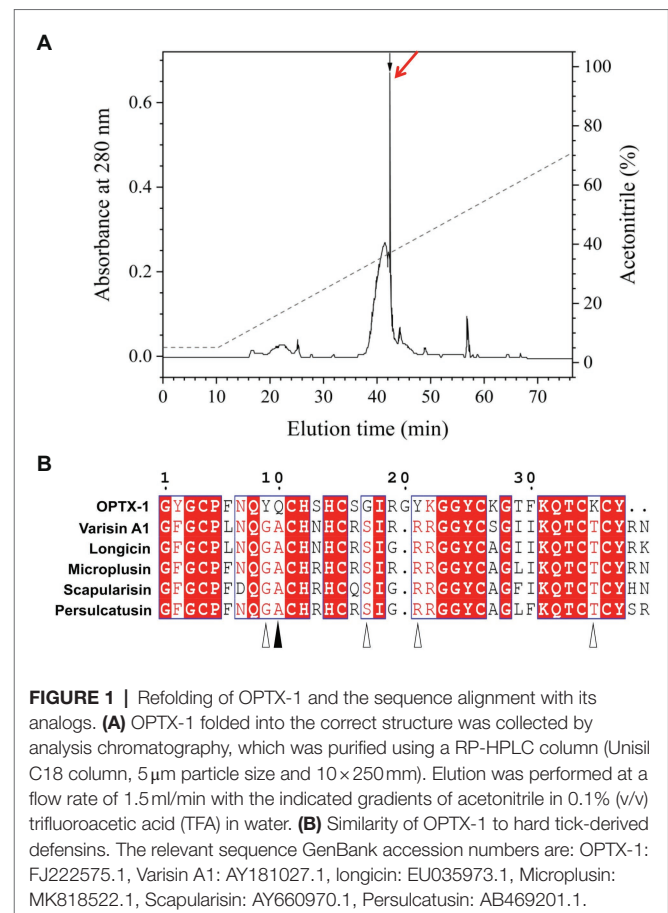 A
Absorbance at 280 nm
0.6
0.4
0.2
0.0
100
80
60
40
20
0
Acetonitrile (%)
0 10 20 30 40 50 60 70
Elution time (min)
B
1 10 20 30
OPTX-1 GYGCPFNQYQCHSHCSGIRGYKGGYCKGTFKQTCKCY..
Varisin A1 GFGCPLNQGACHNHCRSIR.RRGGYCSGIIKQTCTCYRN
Longicin GFGCPLNQGACHNHCRSIR.RRGGYCAGIIKQTCTCYRK
Microplusin GFGCPFNQGACHRHCRSIR.RRGGYCAGLIKQTCTCYRN
Scapularisin GFGCPFDQGACHRHCQSIG.RRGGYCAGFIKQTCTCYHN
Persulcatusin GFGCPFNQGACHRHCRSIG.RRGGYCAGLFKQTCTCYSR
FIGURE 1 | Refolding of OPTX-1 and the sequence alignment with its
analogs. (A) OPTX-1 folded into the correct structure was collected by
analysis chromatography, which was purified using a RP-HPLC column (Unisil
C18 column, 5 μm particle size and 10 × 250 mm). Elution was performed at a
flow rate of 1.5 ml/min with the indicated gradients of acetonitrile in 0.1% (v/v)
trifluoroacetic acid (TFA) in water. (B) Similarity of OPTX-1 to hard tick-derived
defensins. The relevant sequence GenBank accession numbers are: OPTX-1:
FJ222575.1, Varisin A1: AY181027.1, longicin: EU035973.1, Microplusin:
MK818522.1, Scapularisin: AY660970.1, Persulcatusin: AB469201.1.